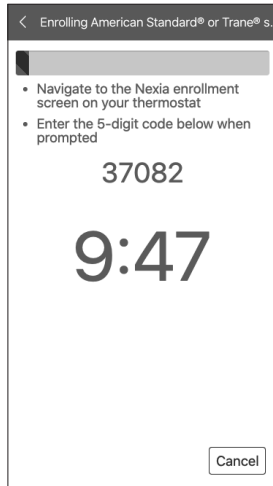 < Enrolling American Standard® or Trane® s...
• Navigate to the Nexia enrollment
screen on your thermostat
• Enter the 5-digit code below when
prompted
37082
9:47
Cancel